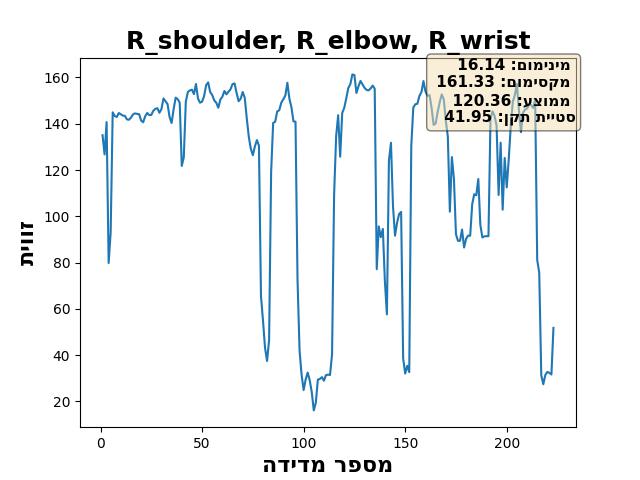 R_shoulder, R_elbow, R_wrist
מינימום: 16.14
מקסימום: 161.33
ממוצע: 120.36
סטיית תקן: 41.95
160
140
120
100
80
60
40
20
זווית
0
50
100
150
200
מספר מדידה